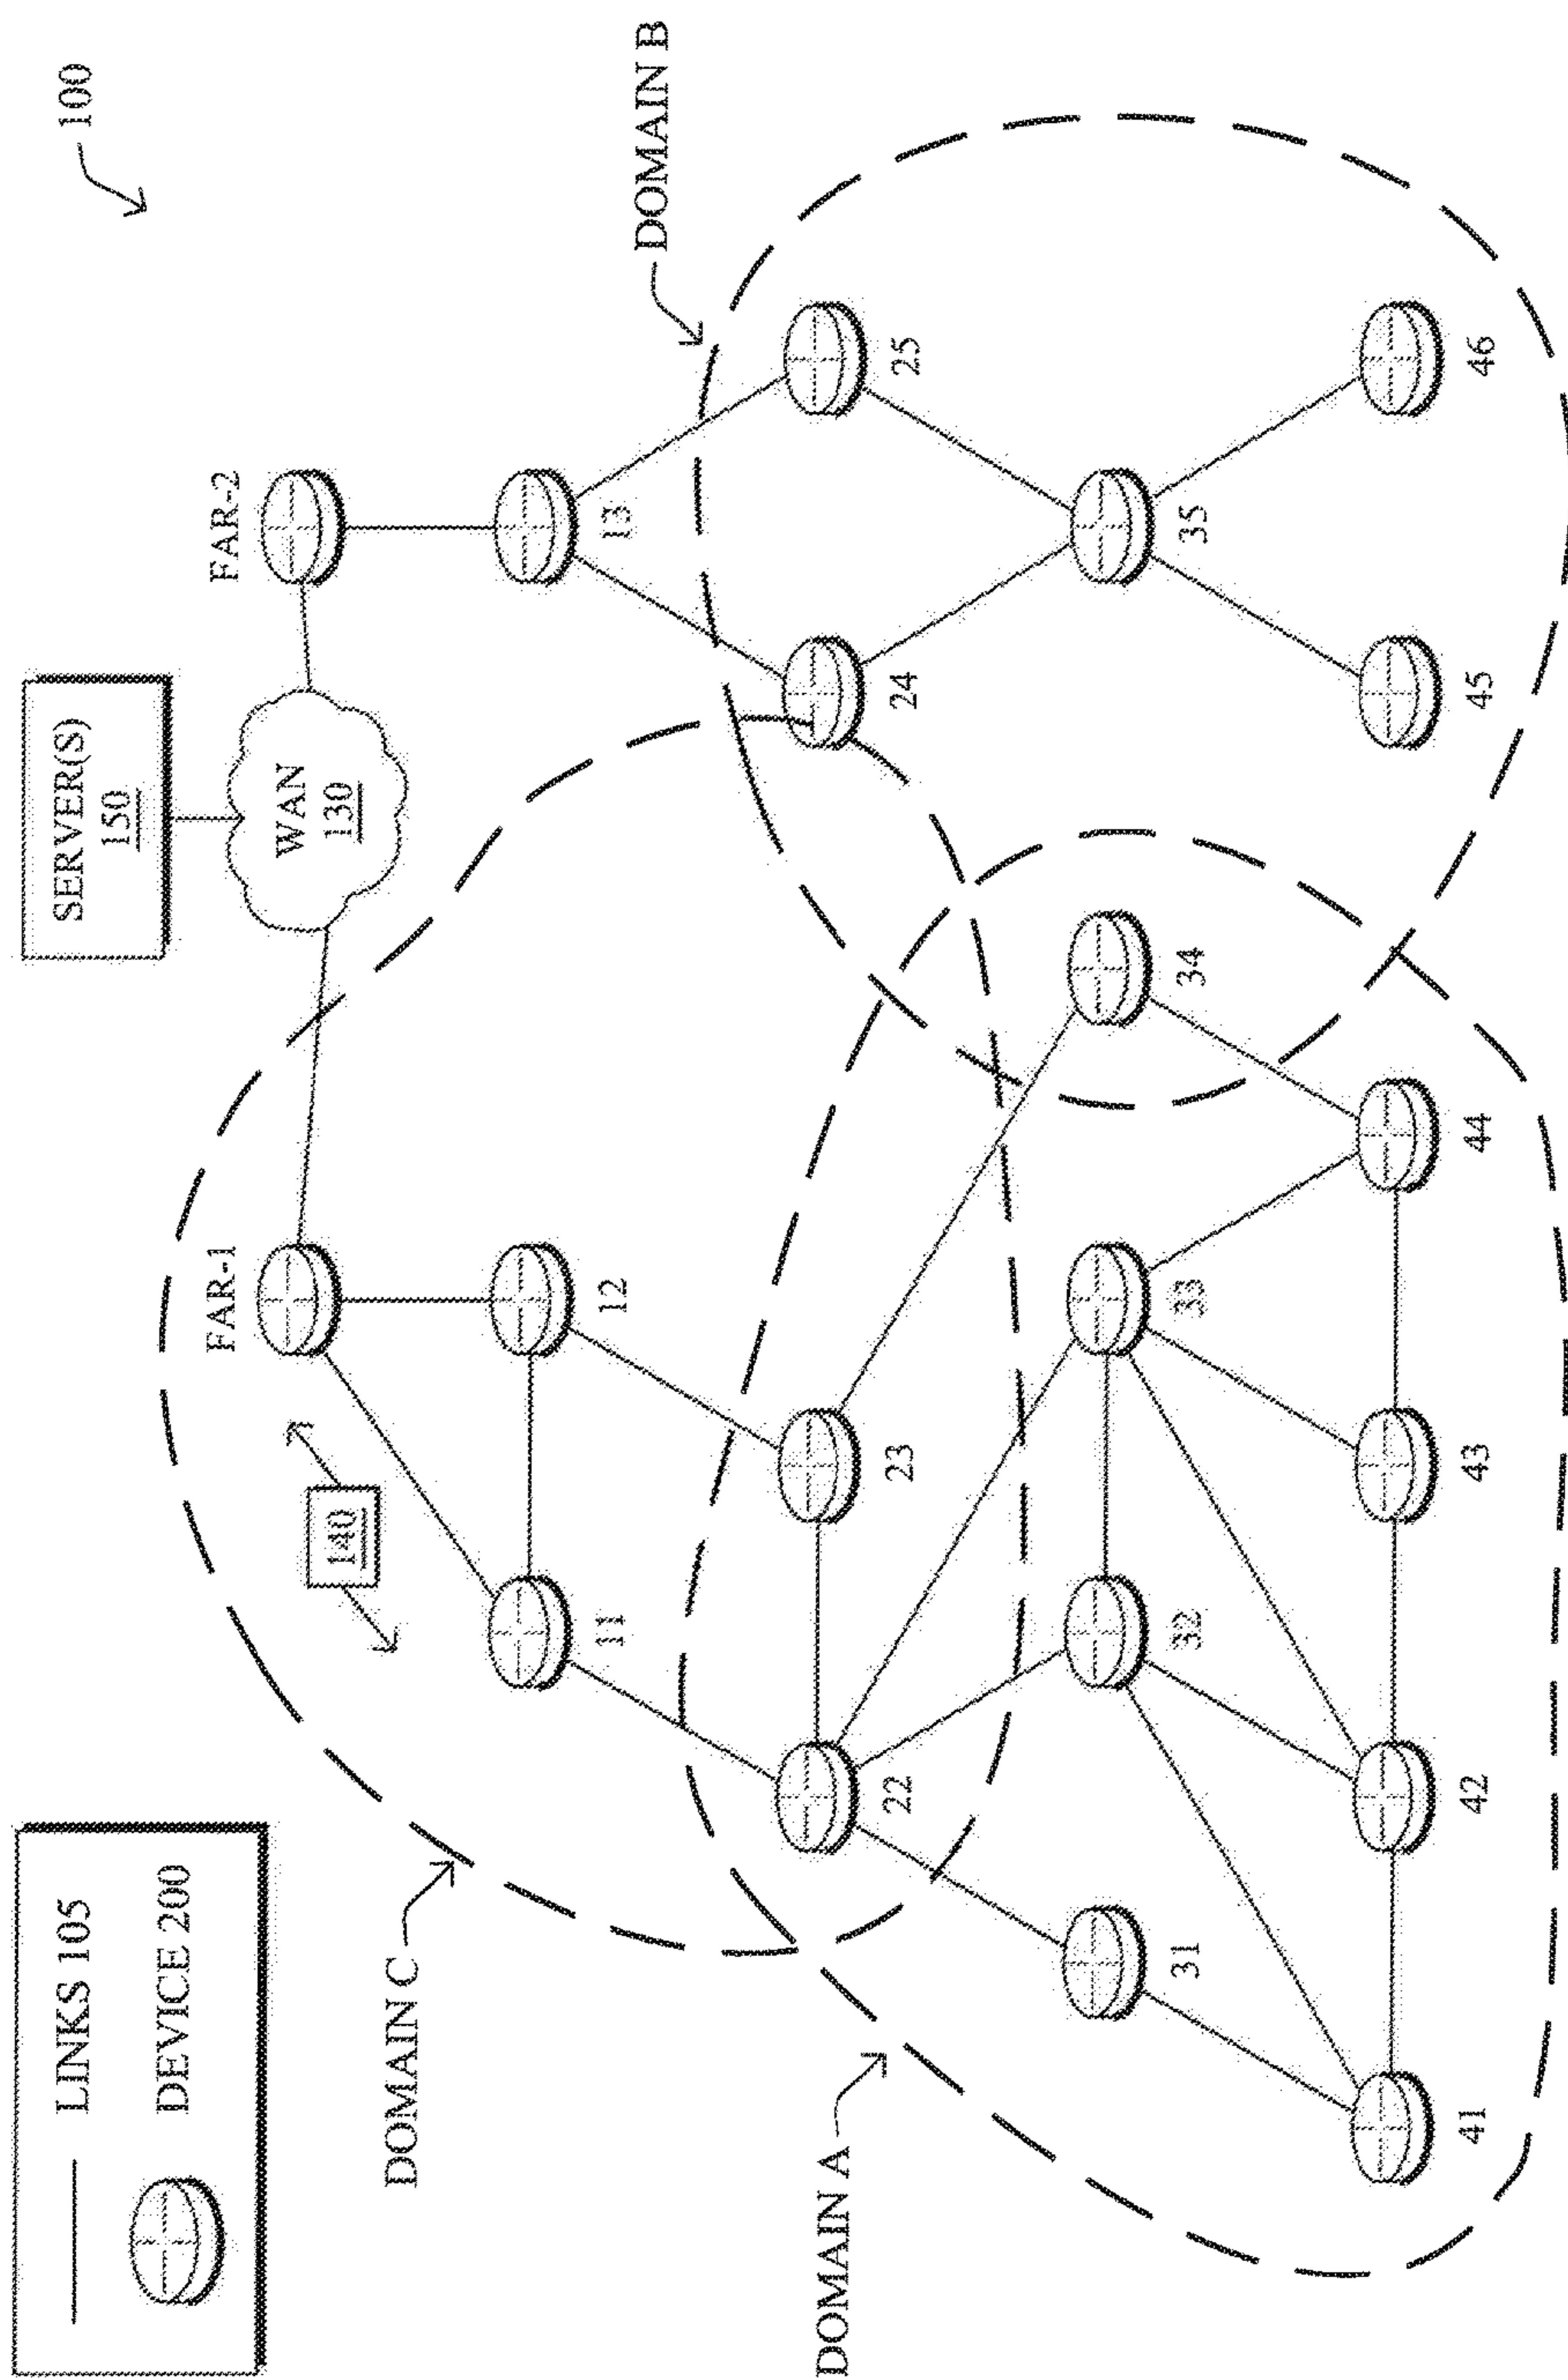 LINKS 105
DEVICE 200
SERVER(S)
150
100
WAN
130
FAR-1
FAR-2
140
DOMAIN C
DOMAIN B
DOMAIN A
11
12
13
22
23
24
25
31
32
33
34
35
41
42
43
44
45
46